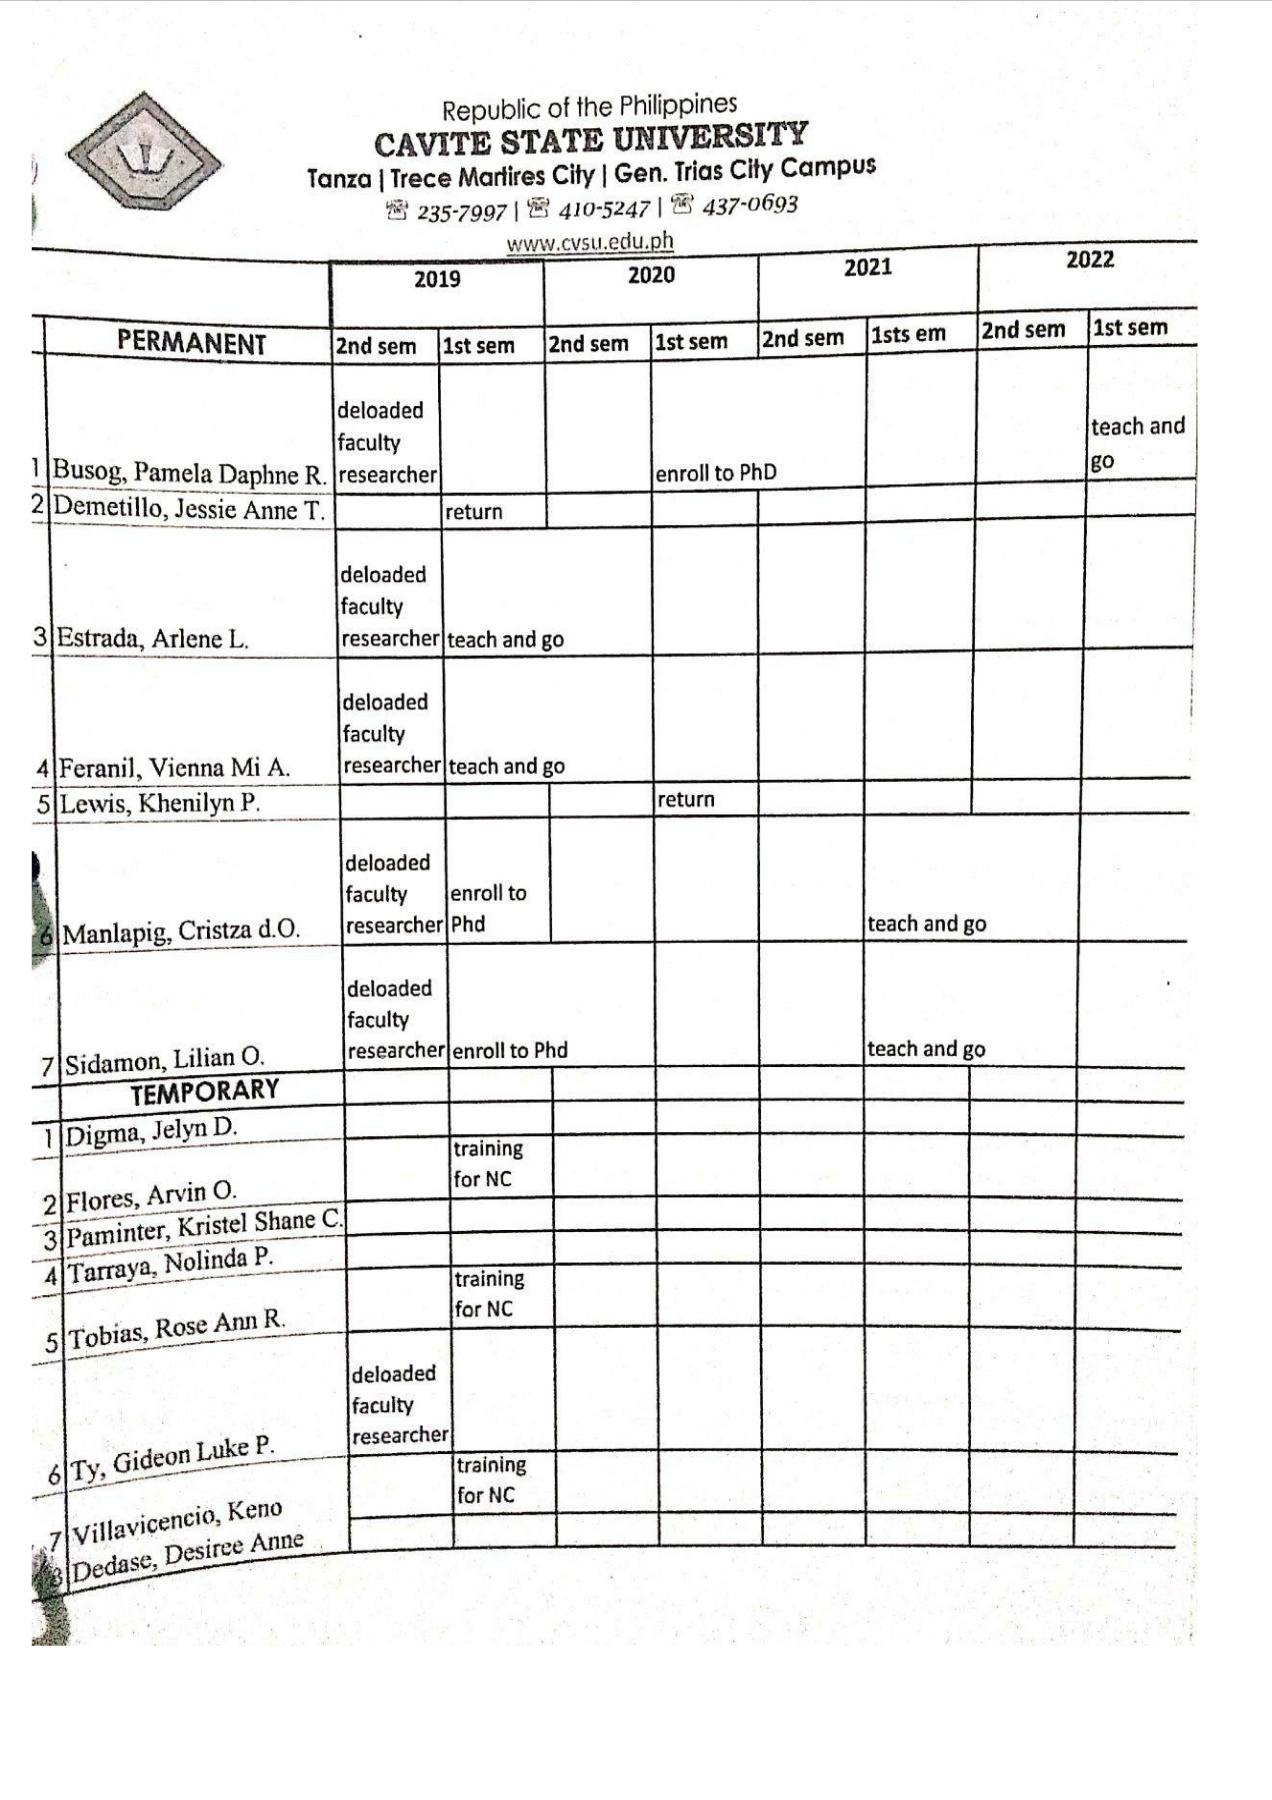 Republic of the Philippines
CAVITE STATE UNIVERSITY
Tanza | Trece Martires City | Gen. Trias City Campus
☏ 235-7997 | ☏ 410-5247 | ☏ 437-0693
www.cvsu.edu.ph
2019 2020 2021 2022
PERMANENT 2nd sem 1st sem 2nd sem 1st sem 2nd sem 1sts em 2nd sem 1st sem
deloaded
faculty teach and
1 Busog, Pamela Daphne R. researcher enroll to PhD go
2 Demetillo, Jessie Anne T. return
deloaded
faculty
3 Estrada, Arlene L. researcher teach and go
deloaded
faculty
4 Feranil, Vienna Mi A. researcher teach and go
5 Lewis, Khenilyn P. return
deloaded
faculty enroll to
6 Manlapig, Cristza d.O. researcher Phd teach and go
deloaded
faculty
7 Sidamon, Lilian O. researcher enroll to Phd teach and go
TEMPORARY
1 Digma, Jelyn D.
training
2 Flores, Arvin O. for NC
3 Paminter, Kristel Shane C.
4 Tarraya, Nolinda P.
training
5 Tobias, Rose Ann R. for NC
deloaded
faculty
6 Ty, Gideon Luke P. researcher
training
7 Villavicencio, Keno for NC
8 Dedase, Desiree Anne